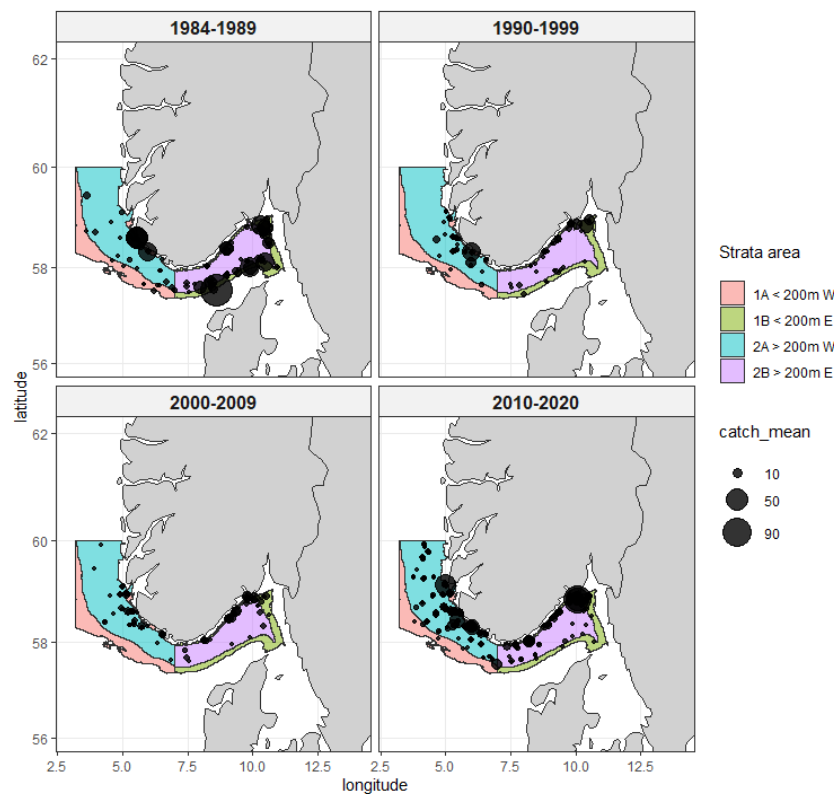 1984-1989
1990-1999
62
60
58
56
Strata area
1A < 200m W
1B < 200m E
2A > 200m W
2B > 200m E
latitude
2000-2009
2010-2020
catch_mean
10
50
90
62
60
58
56
2.5 5.0 7.5 10.0 12.5 2.5 5.0 7.5 10.0 12.5
longitude